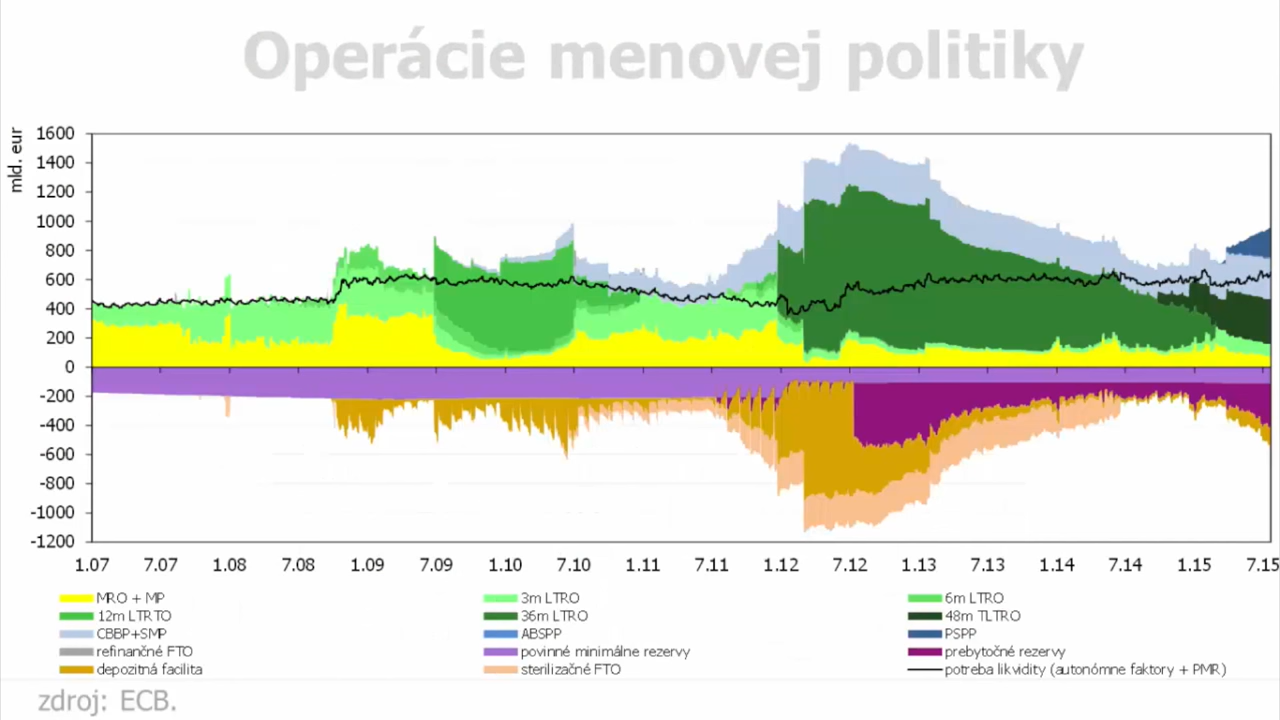 Operácie menovej politiky
mld. eur
1600
1400
1200
1000
800
600
400
200
0
-200
-400
-600
-800
-1000
-1200
1.07 7.07 1.08 7.08 1.09 7.09 1.10 7.10 1.11 7.11 1.12 7.12 1.13 7.13 1.14 7.14 1.15 7.15
MRO + MP 3m LTRO 6m LTRO
12m LTRTO 36m LTRO 48m TLTRO
CBBP+SMP ABSPP PSPP
refinančné FTO povinné minimálne rezervy prebytočné rezervy
depozitná facilita sterilizačné FTO potreba likvidity (autonómne faktory + PMR)
zdroj: ECB.